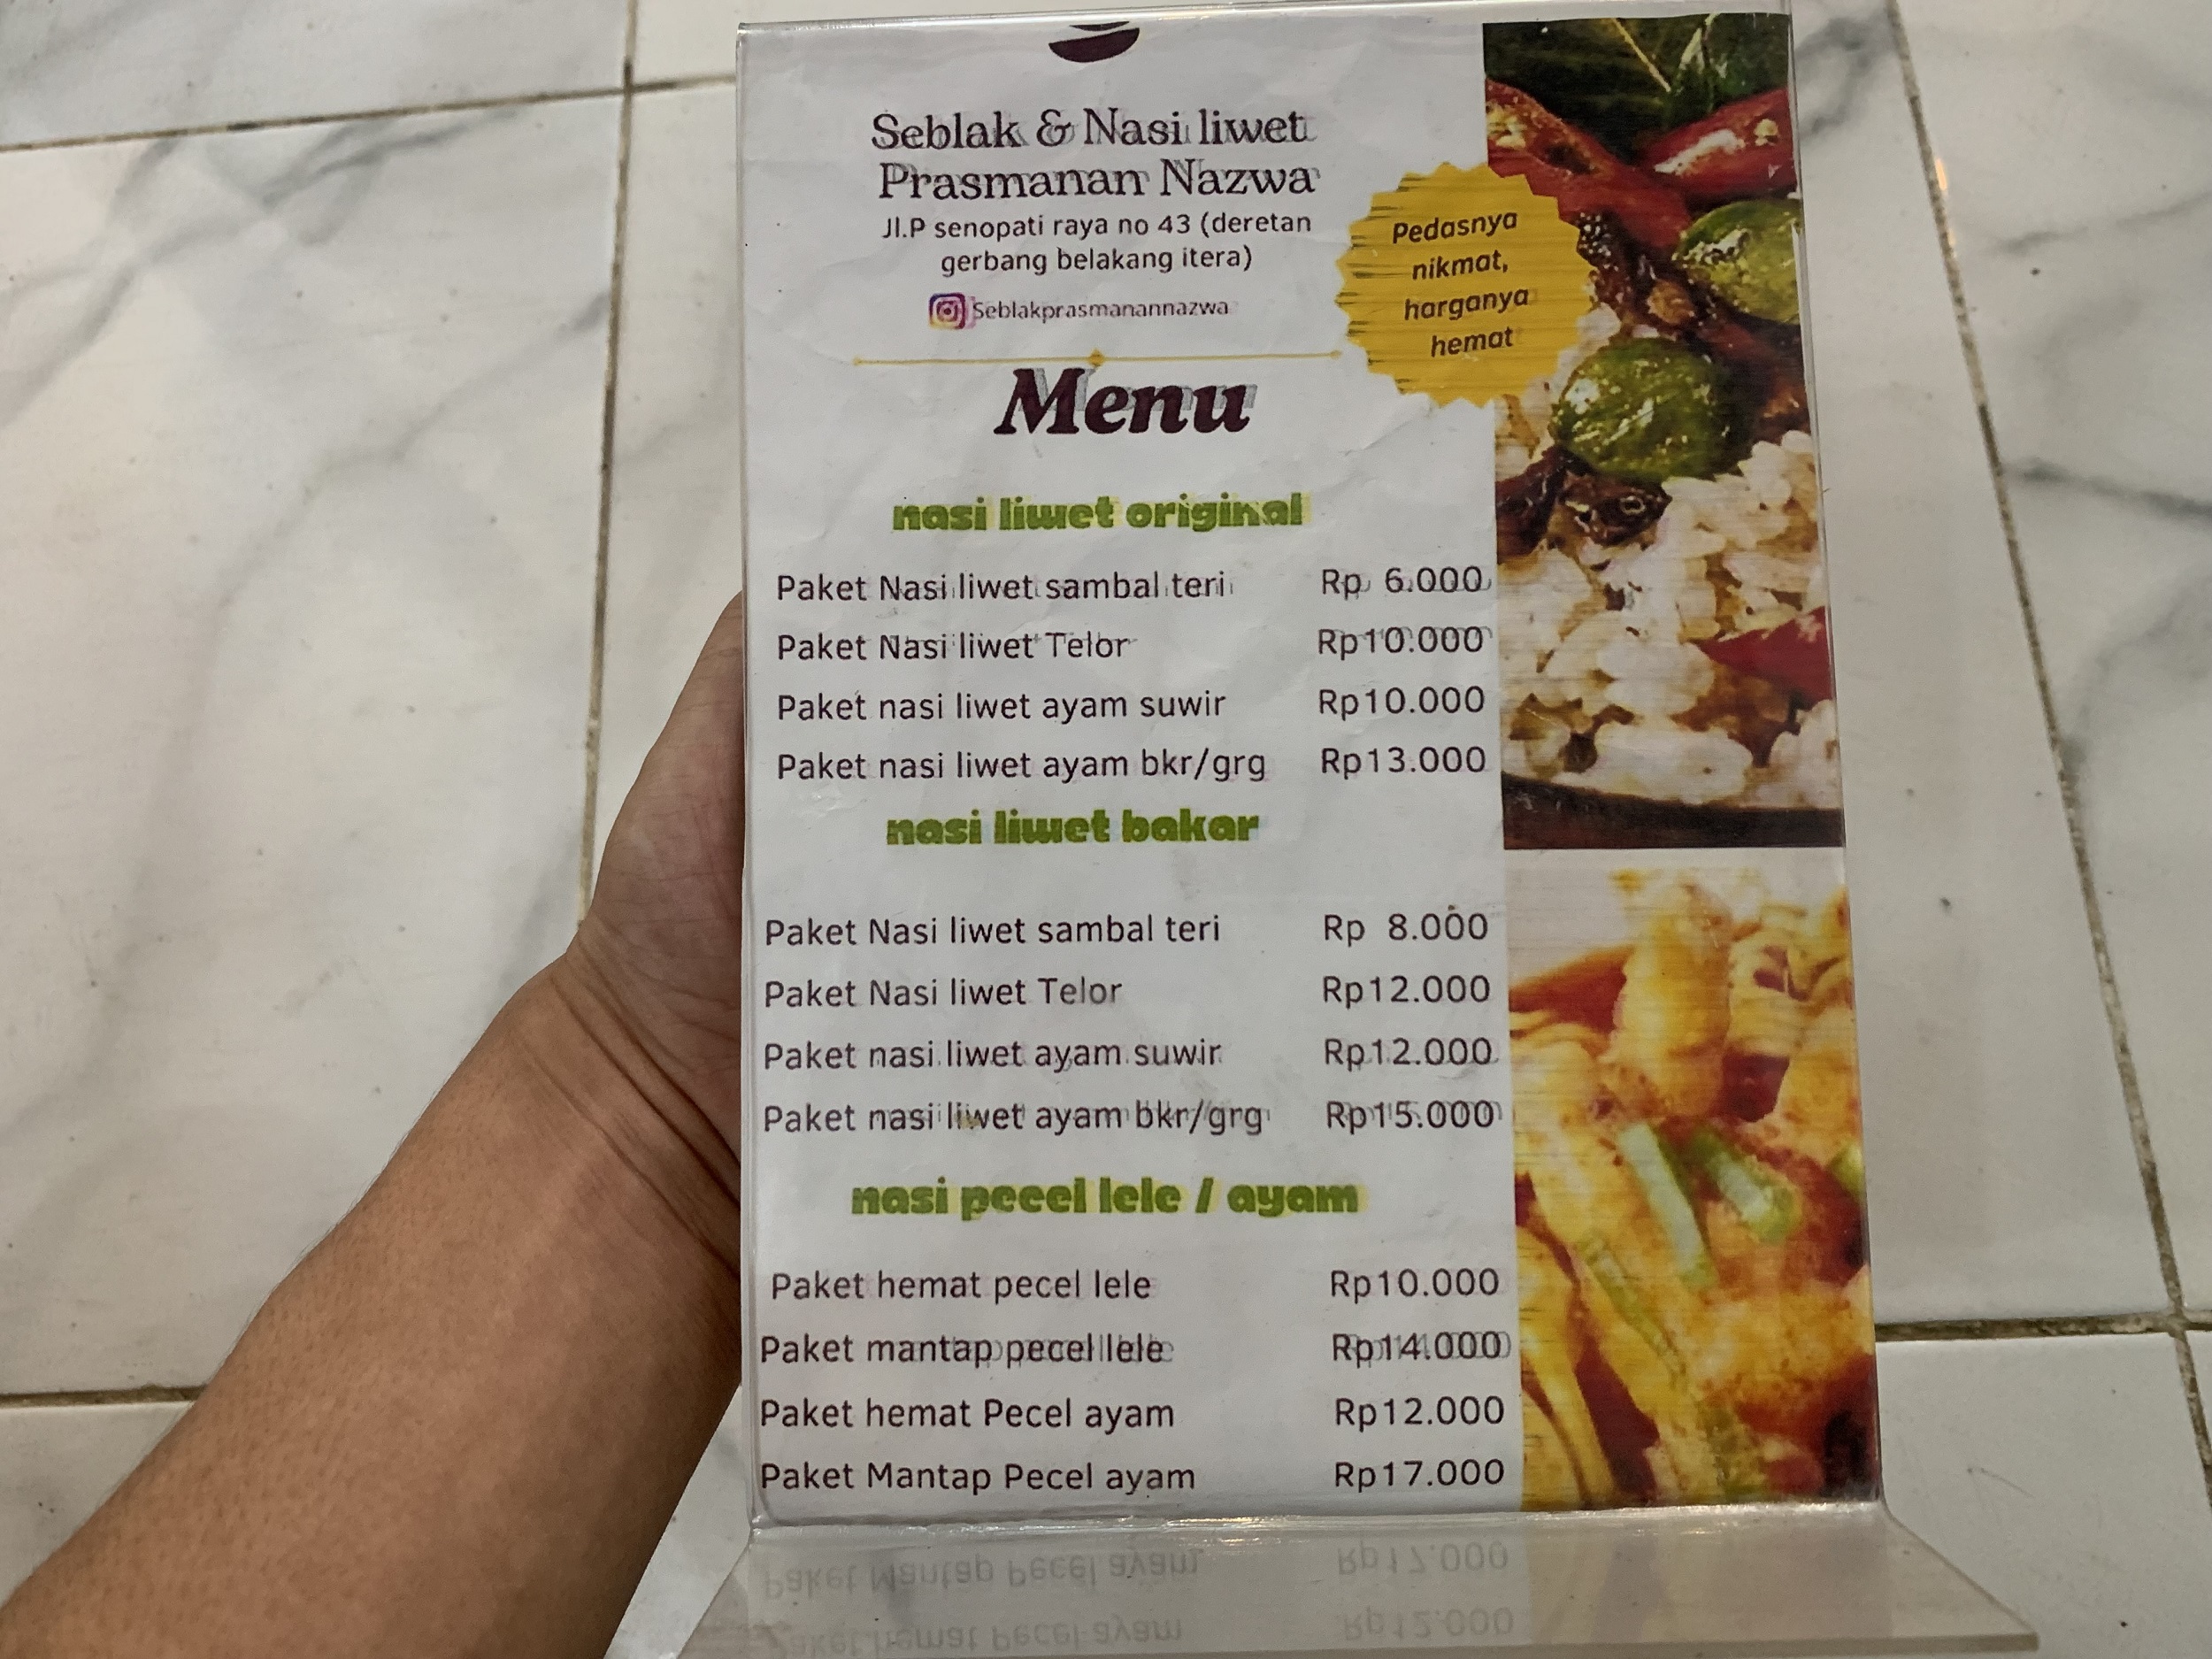 Seblak & Nasi liwet
Prasmanan Nazwa
Jl.P senopati raya no 43 (deretan
gerbang belakang itera)
Seblakprasmanannazwa
Pedasnya
nikmat,
harganya
hemat
Menu
nasi liwet original
Paket Nasi liwet sambal teri Rp 6.000
Paket Nasi liwet Telor Rp10.000
Paket nasi liwet ayam suwir Rp10.000
Paket nasi liwet ayam bkr/grg Rp13.000
nasi liwet bakar
Paket Nasi liwet sambal teri Rp 8.000
Paket Nasi liwet Telor Rp12.000
Paket nasi liwet ayam suwir Rp12.000
Paket nasi liwet ayam bkr/grg Rp15.000
nasi pecel lele / ayam
Paket hemat pecel lele Rp10.000
Paket mantap pecel lele Rp14.000
Paket hemat Pecel ayam Rp12.000
Paket Mantap Pecel ayam Rp17.000